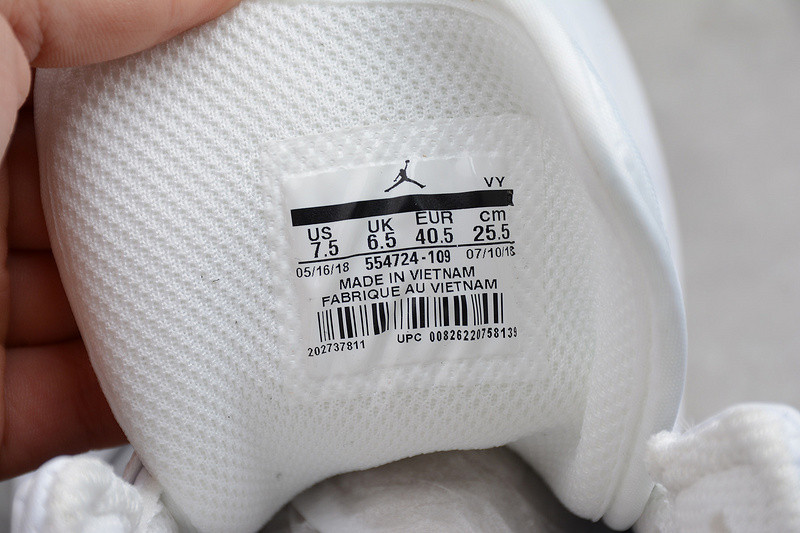 VY
US UK EUR cm
7.5 6.5 40.5 25.5
05/16/18 554724-109 07/10/18
MADE IN VIETNAM
FABRIQUE AU VIETNAM
202737811 UPC 00826220758139